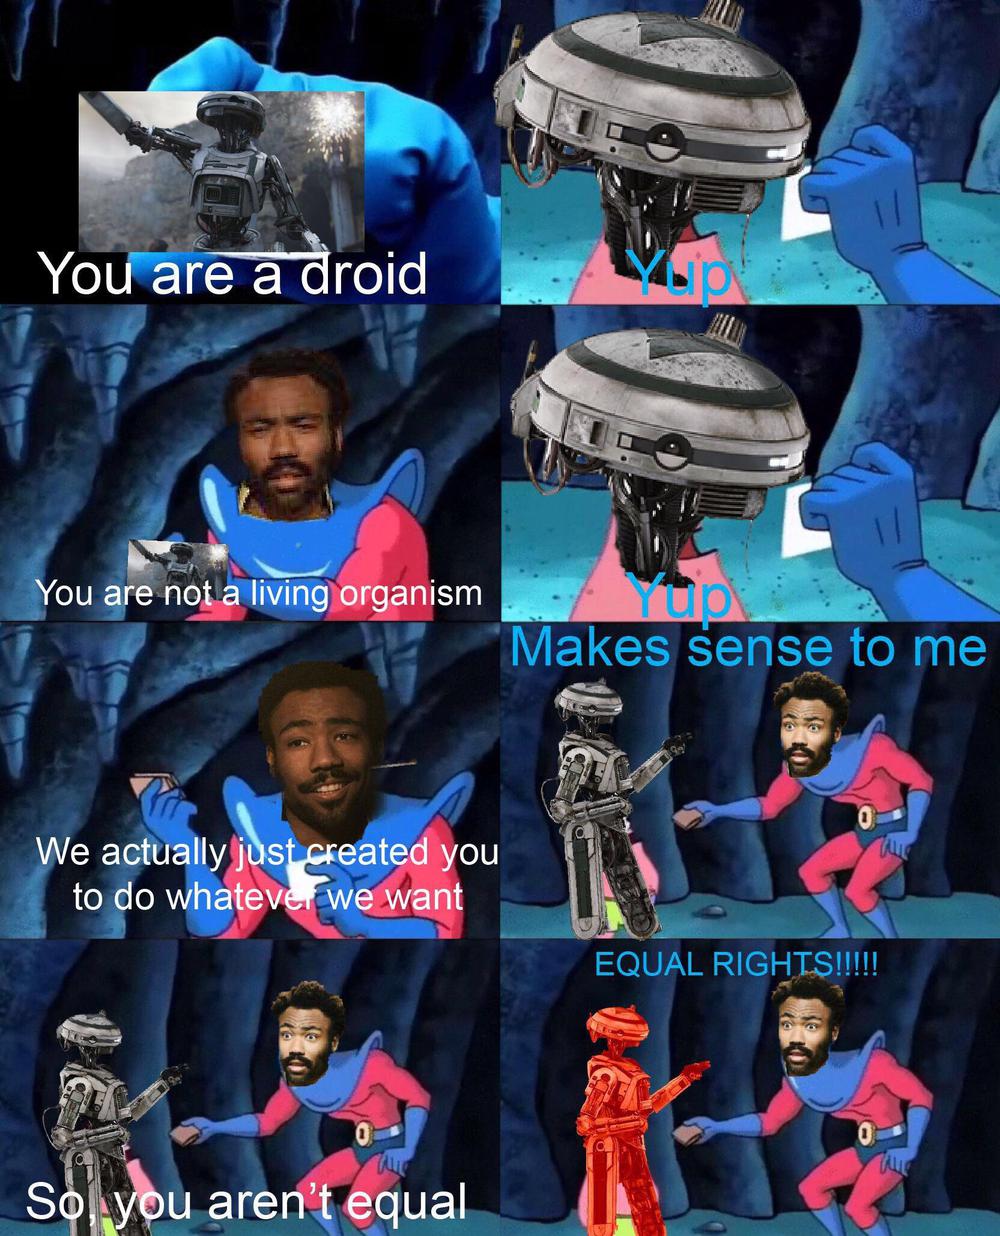 You are a droid
Yup
You are not a living organism
Yup
We actually just created you
to do whatever we want
Makes sense to me
So, you aren't equal
EQUAL RIGHTS!!!!!